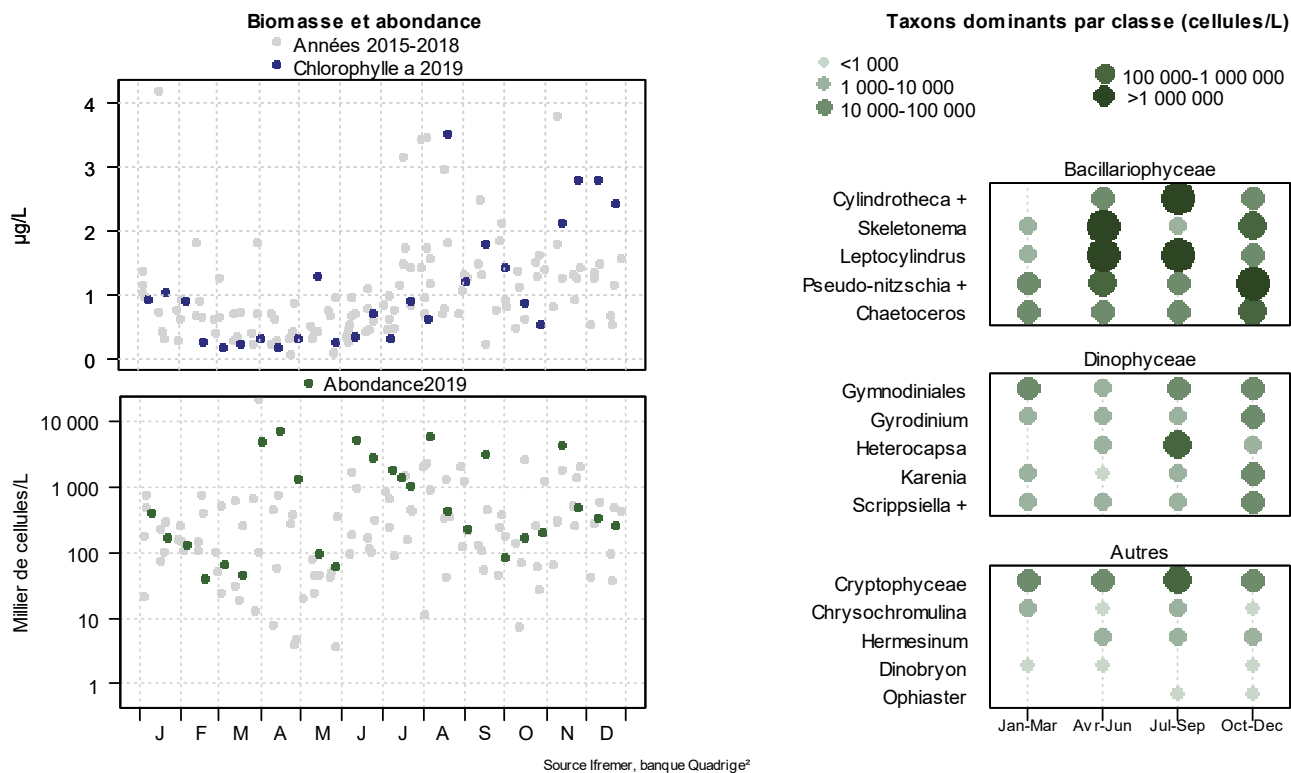 Biomasse et abondance
Années 2015-2018
Chlorophylle a 2019
µg/L
4
3
2
1
0
Abondance2019
Millier de cellules/L
10 000
1 000
100
10
1
J F M A M J J A S O N D
Taxons dominants par classe (cellules/L)
<1 000
1 000-10 000
10 000-100 000
100 000-1 000 000
>1 000 000
Bacillariophyceae
Cylindrotheca +
Skeletonema
Leptocylindrus
Pseudo-nitzschia +
Chaetoceros
Dinophyceae
Gymnodiniales
Gyrodinium
Heterocapsa
Karenia
Scrippsiella +
Autres
Cryptophyceae
Chrysochromulina
Hermesinum
Dinobryon
Ophiaster
Jan-Mar Avr-Jun Jul-Sep Oct-Dec
Source Ifremer, banque Quadrige²